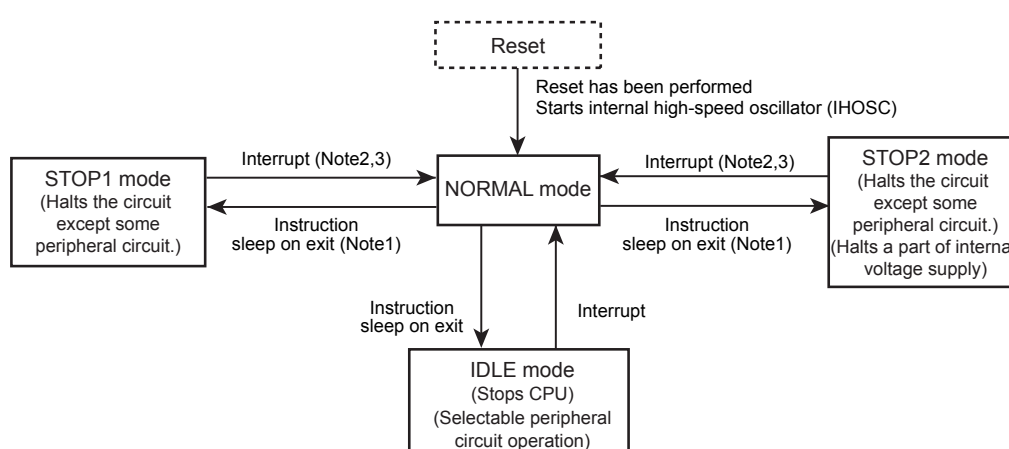 Reset
Reset has been performed
Starts internal high-speed oscillator (IHOSC)
STOP1 mode
(Halts the circuit
except some
peripheral circuit.)
Interrupt (Note2,3)
Instruction
sleep on exit (Note1)
NORMAL mode
Interrupt (Note2,3)
Instruction
sleep on exit (Note1)
STOP2 mode
(Halts the circuit
except some
peripheral circuit.)
(Halts a part of internal
voltage supply)
Instruction
sleep on exit
Interrupt
IDLE mode
(Stops CPU)
(Selectable peripheral
circuit operation)